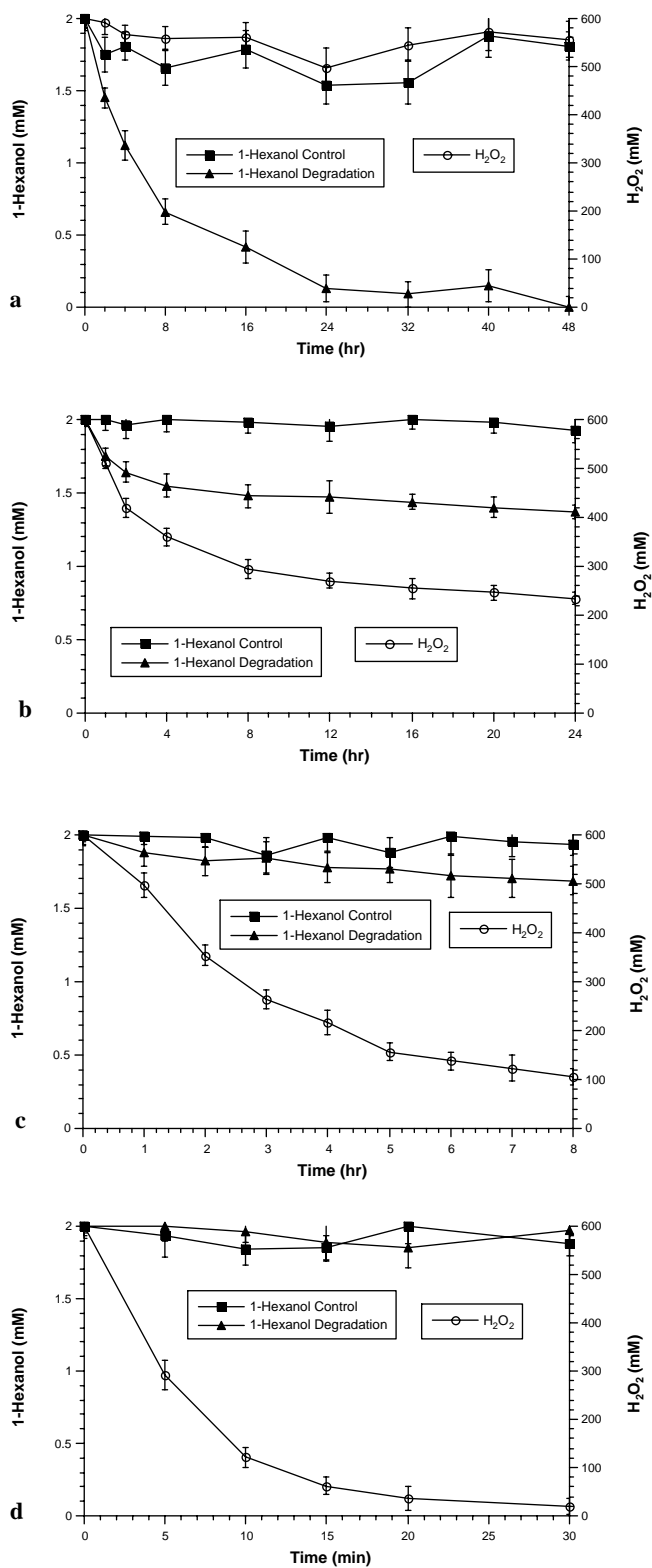 2
600
1.5
500
400
1
300
0.5
200
100
0
0
1-Hexanol (mM)
H2O2 (mM)
1-Hexanol Control
1-Hexanol Degradation
H2O2
0 8 16 24 32 40 48
Time (hr)
a
2
600
500
1.5
400
1
300
200
0.5
100
0
0
1-Hexanol (mM)
H2O2 (mM)
1-Hexanol Control
1-Hexanol Degradation
H2O2
0 4 8 12 16 20 24
Time (hr)
b
2
600
500
1.5
400
1
300
200
0.5
100
0
0
1-Hexanol (mM)
H2O2 (mM)
1-Hexanol Control
1-Hexanol Degradation
H2O2
0 1 2 3 4 5 6 7 8
Time (hr)
c
2
600
500
1.5
400
1
300
200
0.5
100
0
0
1-Hexanol (mM)
H2O2 (mM)
1-Hexanol Control
1-Hexanol Degradation
H2O2
0 5 10 15 20 30
Time (min)
d